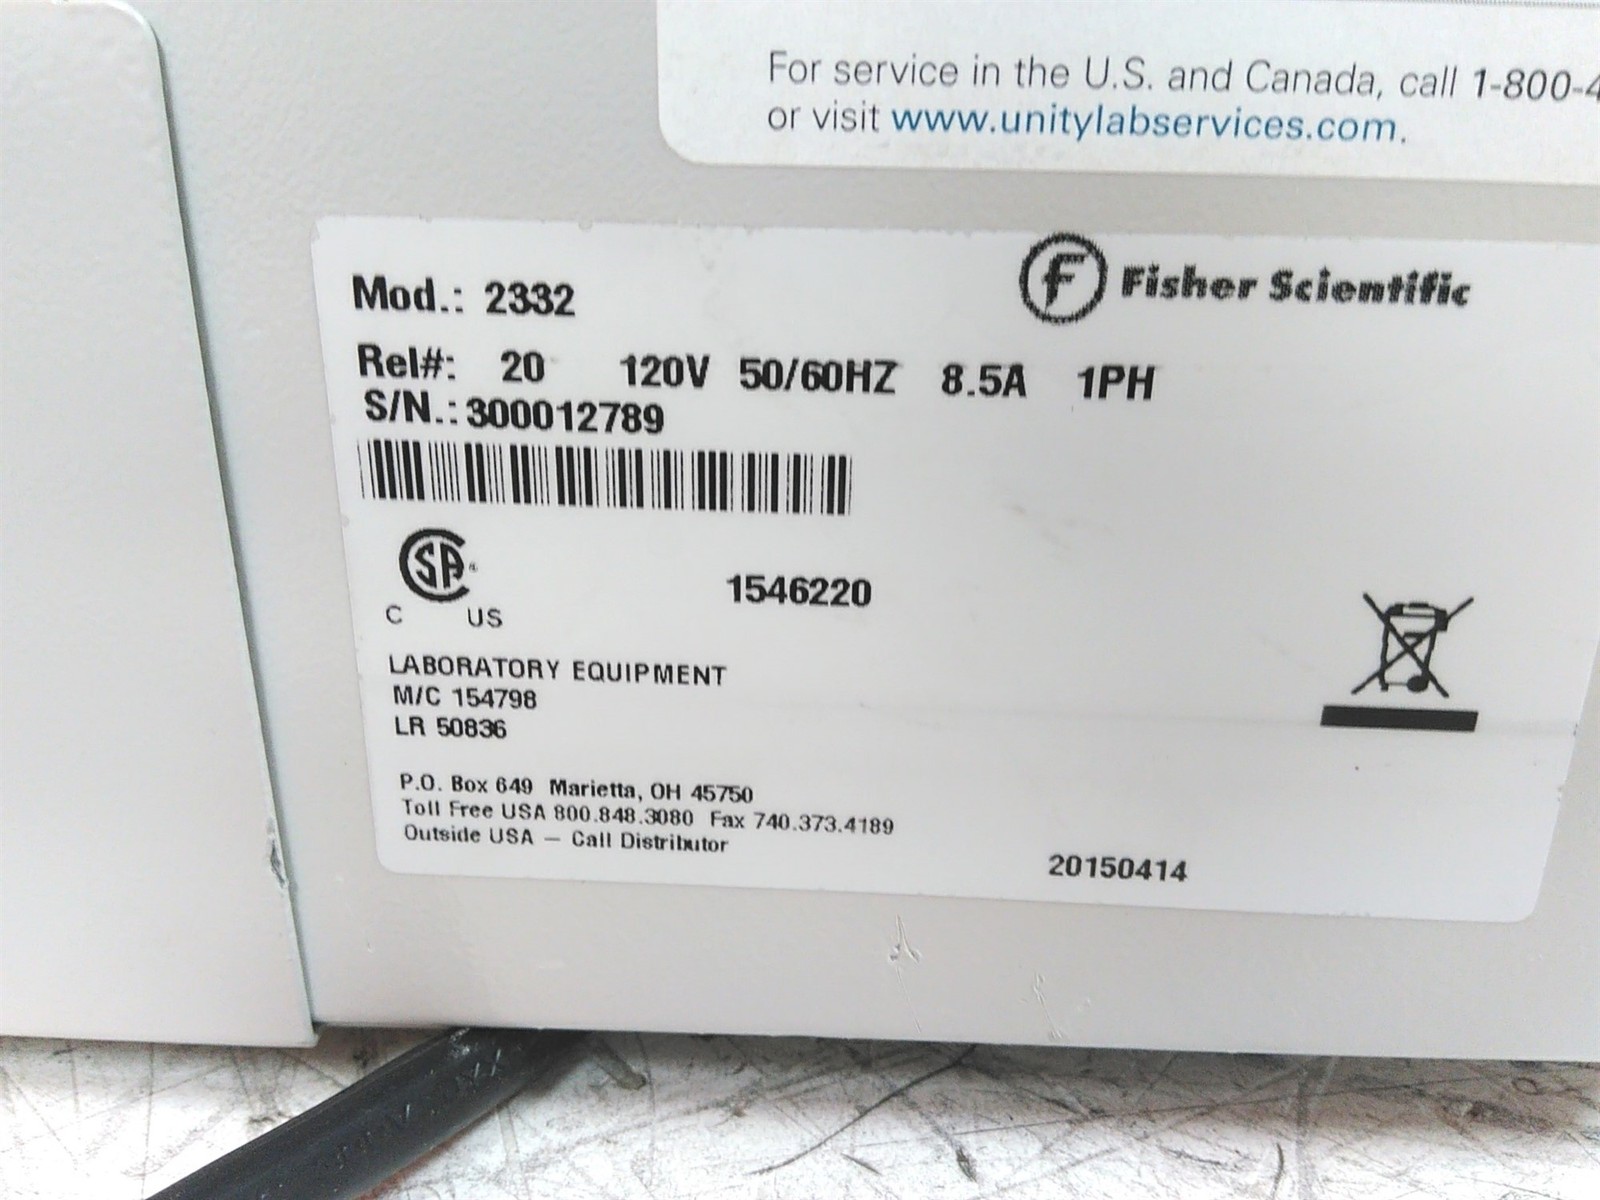 For service in the U.S. and Canada, call 1-800-4
or visit www.unitylabservices.com.
F Fisher Scientific
Mod.: 2332
Rel#: 20 120V 50/60HZ 8.5A 1PH
S/N.: 300012789
SA
C US
1546220
LABORATORY EQUIPMENT
M/C 154798
LR 50836
P.O. Box 649 Marietta, OH 45750
Toll Free USA 800.848.3080 Fax 740.373.4189
Outside USA — Call Distributor
20150414